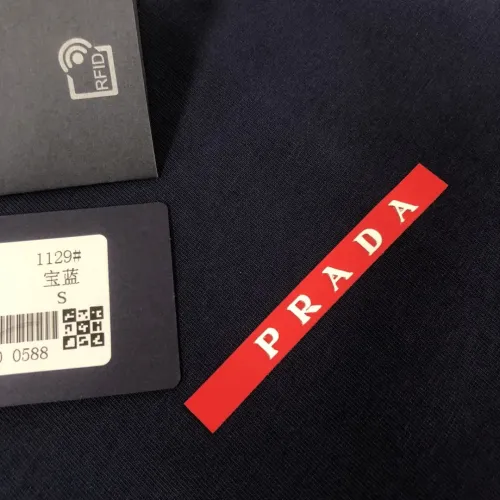 RFID
1129#
宝蓝
S
0588
PRADA